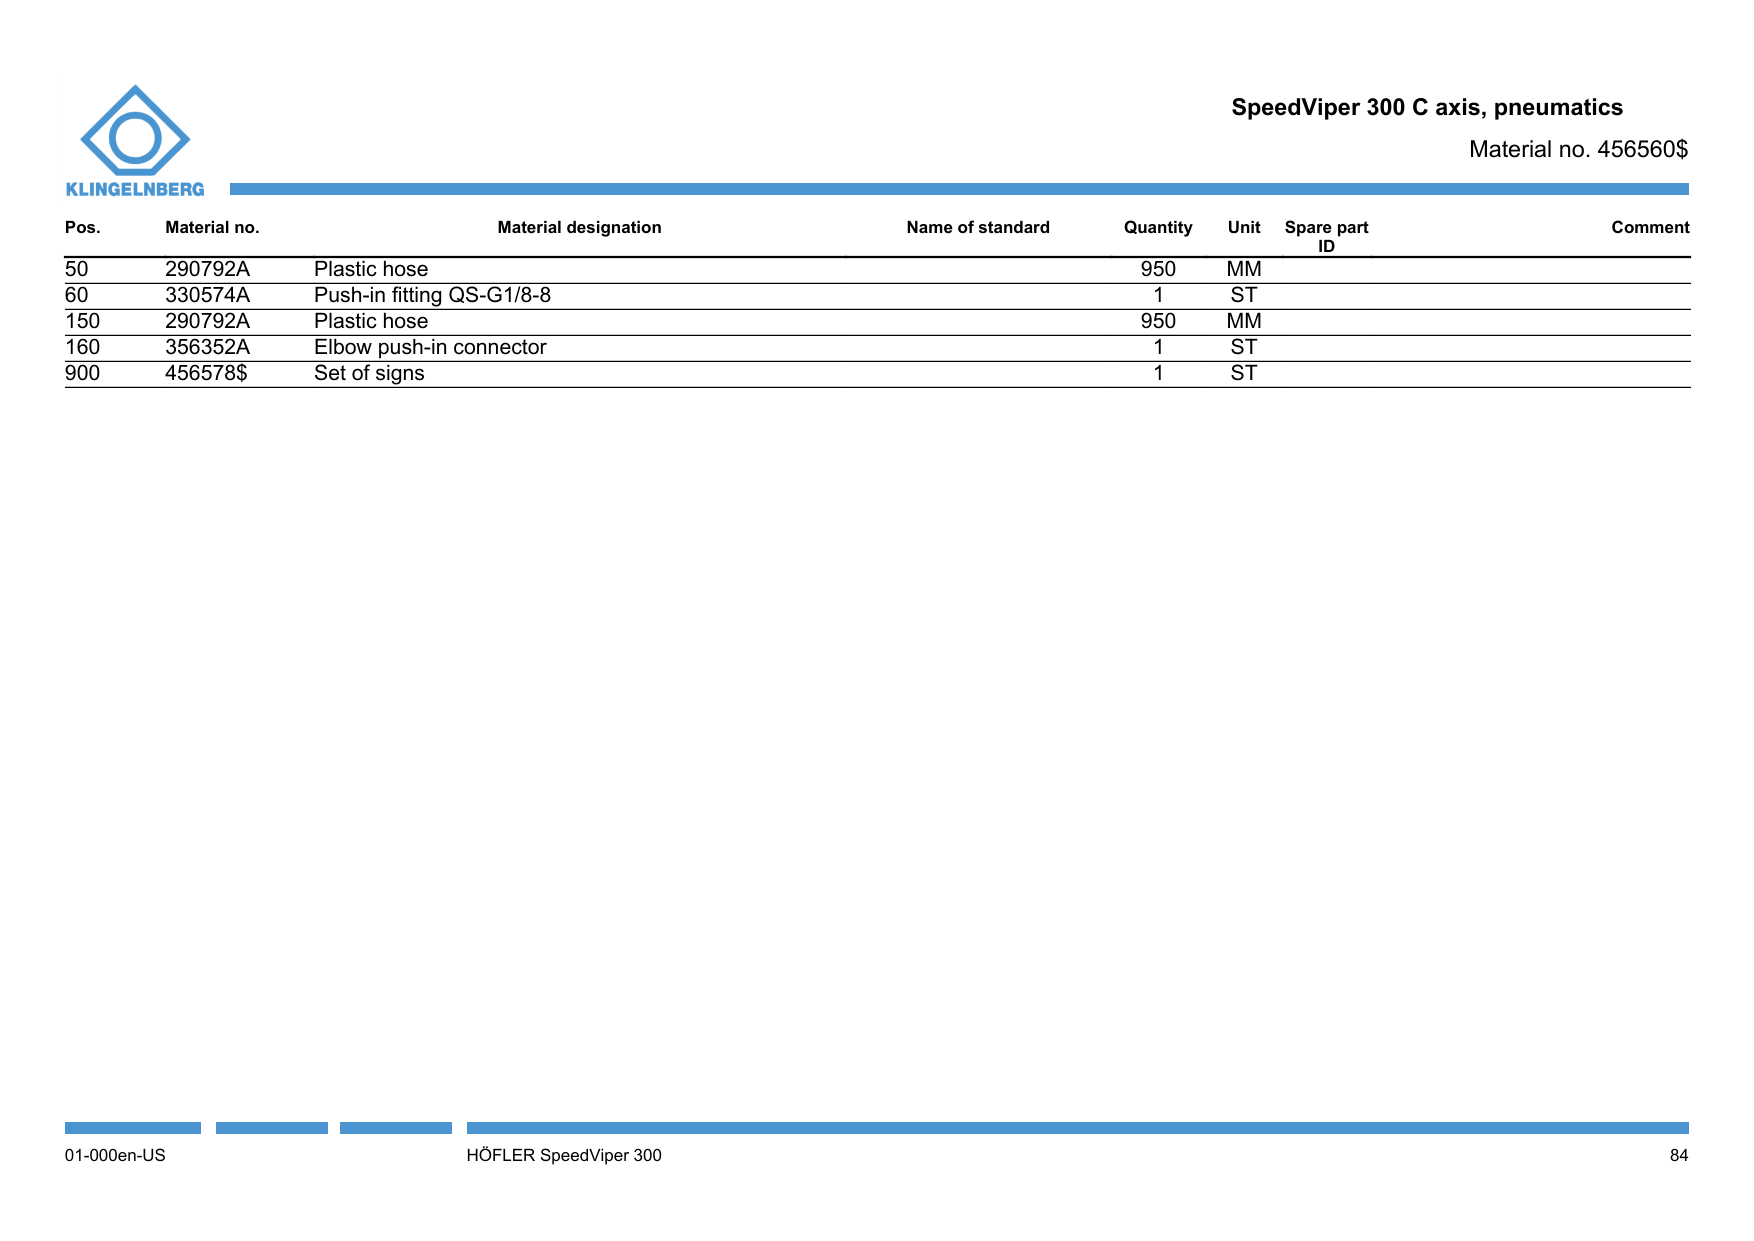 KLINGELNBERG
SpeedViper 300 C axis, pneumatics
Material no. 456560$
Pos. Material no. Material designation Name of standard Quantity Unit Spare part ID Comment
50 290792A Plastic hose 950 MM
60 330574A Push-in fitting QS-G1/8-8 1 ST
150 290792A Plastic hose 950 MM
160 356352A Elbow push-in connector 1 ST
900 456578$ Set of signs 1 ST
01-000en-US HÖFLER SpeedViper 300 84